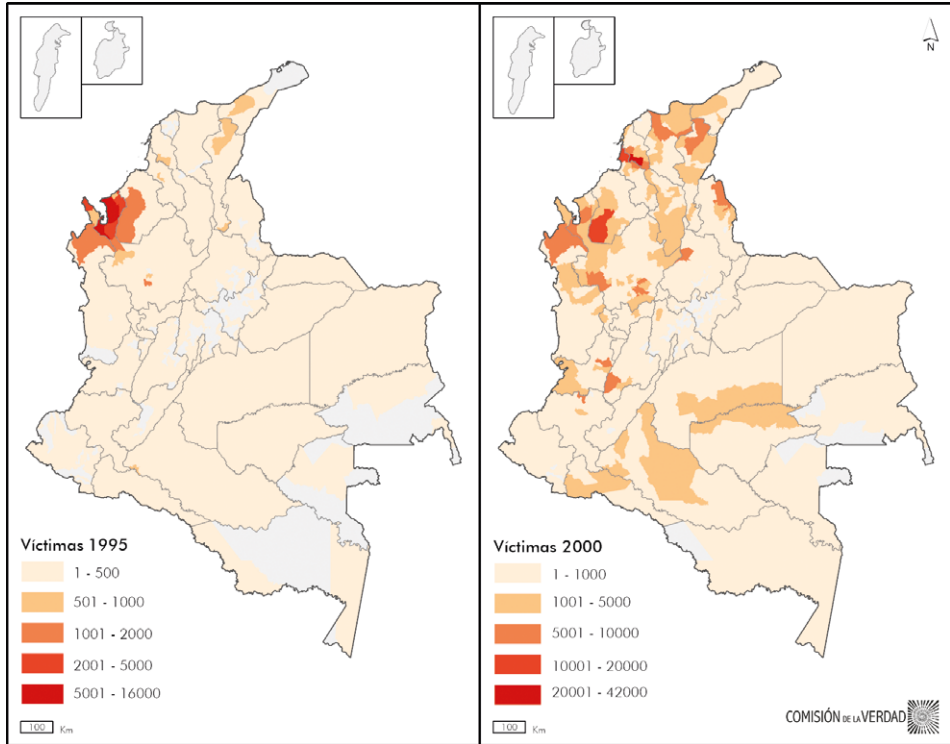 N
Víctimas 1995
1 - 500
501 - 1000
1001 - 2000
2001 - 5000
5001 - 16000
100 Km
Víctimas 2000
1 - 1000
1001 - 5000
5001 - 10000
10001 - 20000
20001 - 42000
100 Km
COMISIÓN DE LA VERDAD